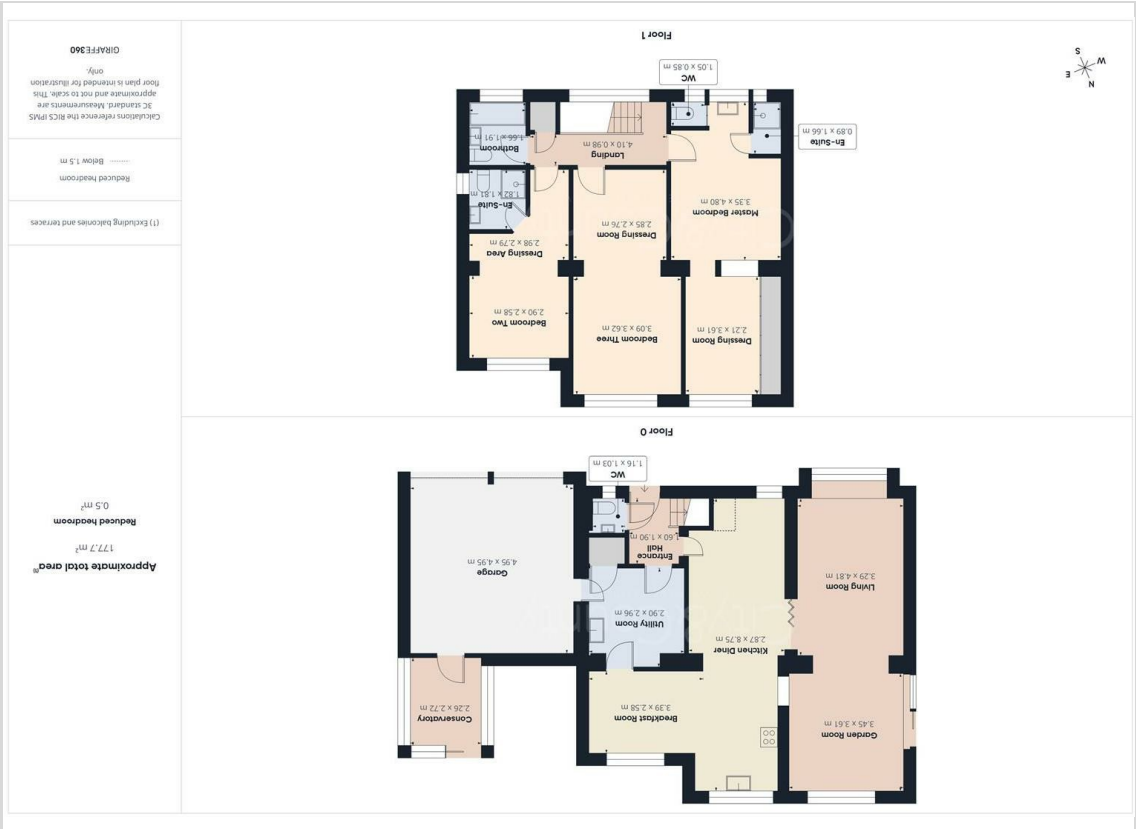 Floor 0
Garage
4.95 x 4.95 m
Conservatory
2.26 x 2.72 m
WC
1.16 x 1.03 m
Entrance
Hall
1.60 x 1.90 m
Utility Room
2.90 x 2.96 m
Breakfast Room
3.39 x 2.58 m
Kitchen Diner
2.87 x 8.75 m
Living Room
3.29 x 4.81 m
Garden Room
3.45 x 3.61 m
Floor 1
Bedroom Two
2.90 x 2.58 m
Dressing Area
2.98 x 2.79 m
En-Suite
1.82 x 1.81 m
Bathroom
1.66 x 1.91 m
Landing
4.10 x 0.98 m
Bedroom Three
3.09 x 3.62 m
Dressing Room
2.85 x 2.76 m
Dressing Room
2.21 x 3.61 m
Master Bedroom
3.35 x 4.80 m
En-Suite
0.89 x 1.66 m
WC
1.05 x 0.85 m
N
E
W
S
Approximate total area(1)
177.7 m²
Reduced headroom
0.5 m²
(1) Excluding balconies and terraces
Reduced headroom
Below 1.5 m
Calculations reference the RICS IPMS
3C standard. Measurements are
approximate and not to scale. This
floor plan is intended for illustration
only.
GIRAFFE360